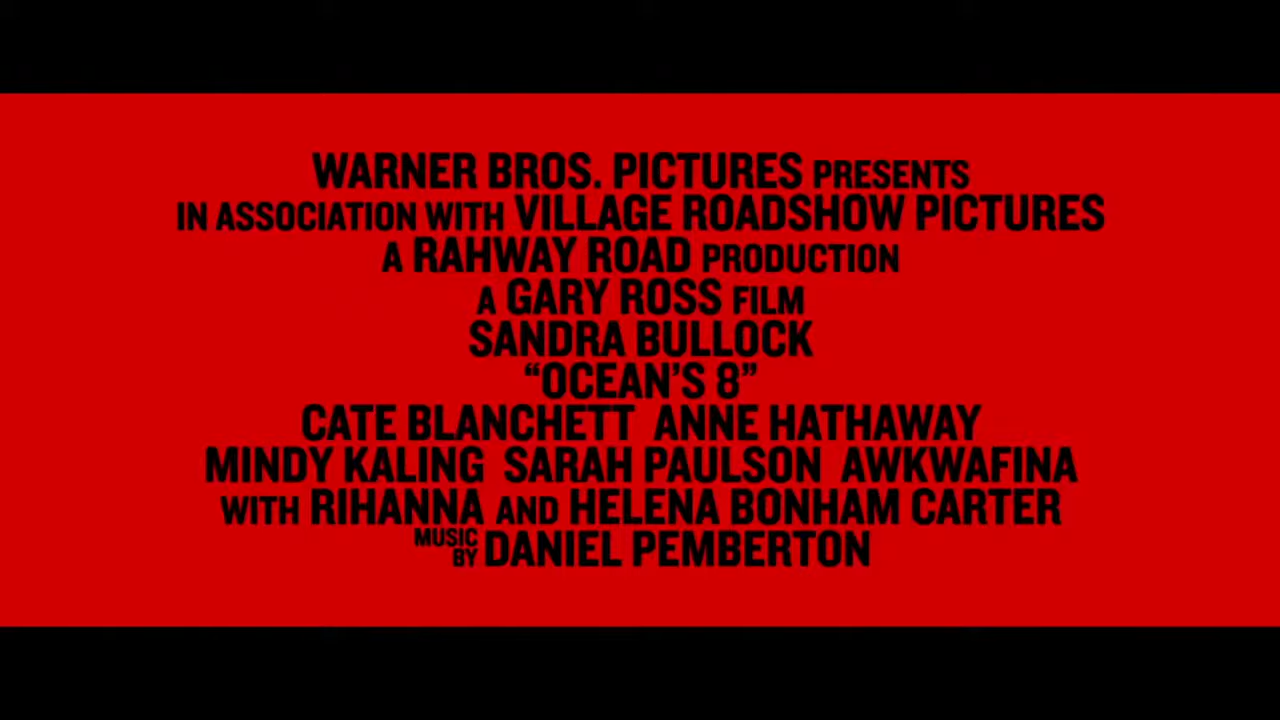 WARNER BROS. PICTURES PRESENTS
IN ASSOCIATION WITH VILLAGE ROADSHOW PICTURES
A RAHWAY ROAD PRODUCTION
A GARY ROSS FILM
SANDRA BULLOCK
“OCEAN’S 8”
CATE BLANCHETT ANNE HATHAWAY
MINDY KALING SARAH PAULSON AWKWAFINA
WITH RIHANNA AND HELENA BONHAM CARTER
MUSIC BY DANIEL PEMBERTON